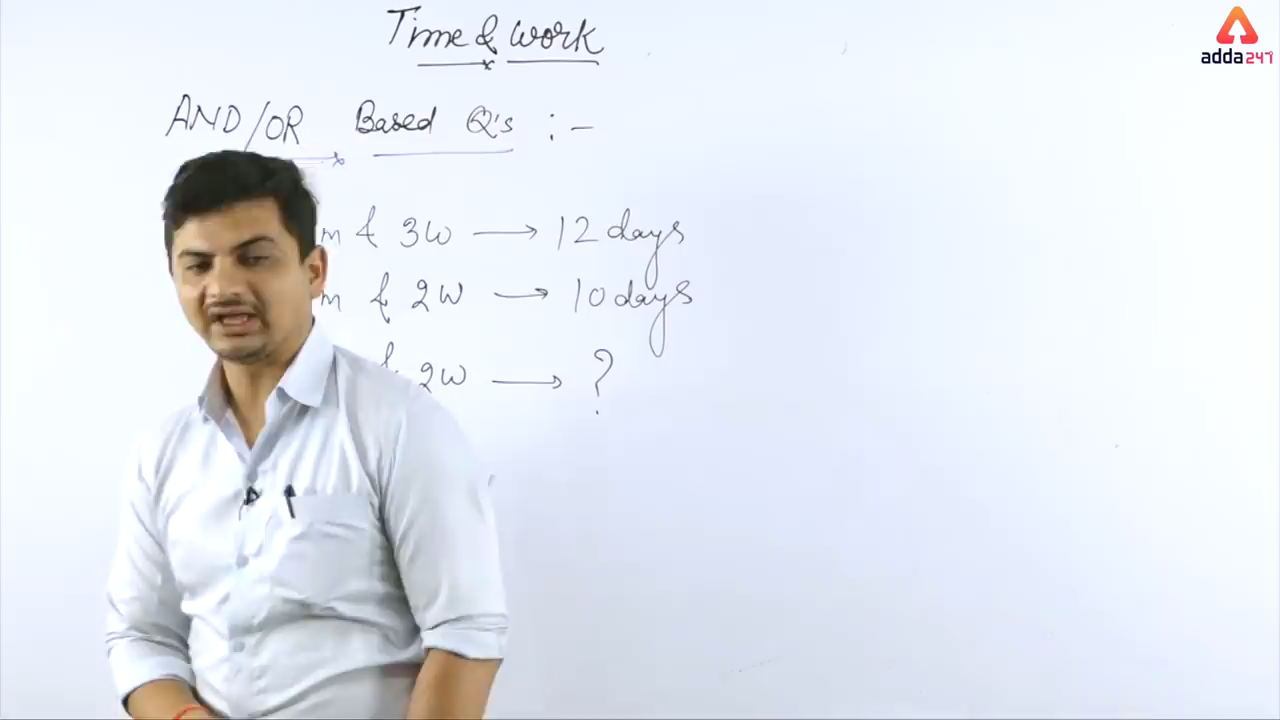 Time & work
adda247
AND/OR Based Q's :-
m & 3W → 12 days
m & 2W → 10 days
& 2W → ?